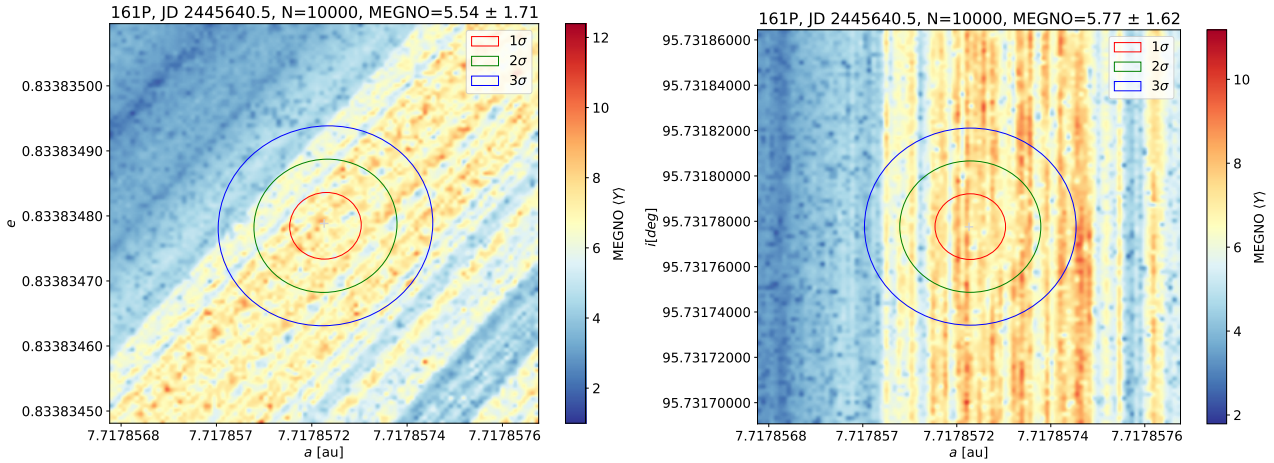 161P, JD 2445640.5, N=10000, MEGNO=5.54 ± 1.71
1σ
2σ
3σ
0.83383500
0.83383490
0.83383480
0.83383470
0.83383460
0.83383450
e
7.7178568
7.717857
7.7178572
7.7178574
7.7178576
a [au]
12
10
8
6
4
2
MEGNO ⟨Y⟩
161P, JD 2445640.5, N=10000, MEGNO=5.77 ± 1.62
1σ
2σ
3σ
95.73186000
95.73184000
95.73182000
95.73180000
95.73178000
95.73176000
95.73174000
95.73172000
95.73170000
i[deg]
7.7178568
7.717857
7.7178572
7.7178574
7.7178576
a [au]
10
8
6
4
2
MEGNO ⟨Y⟩